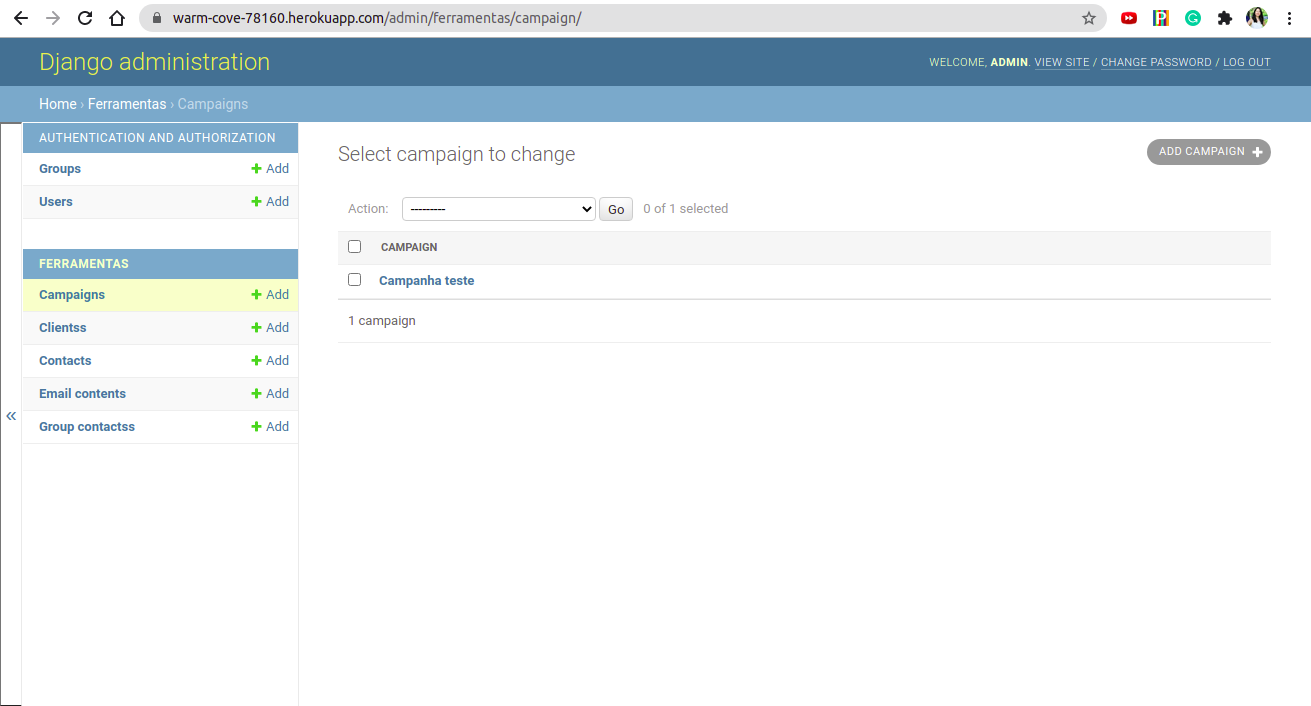 warm-cove-78160.herokuapp.com/admin/ferramentas/campaign/
Django administration
WELCOME, ADMIN. VIEW SITE / CHANGE PASSWORD / LOG OUT
Home › Ferramentas › Campaigns
AUTHENTICATION AND AUTHORIZATION
Groups + Add
Users + Add
FERRAMENTAS
Campaigns + Add
Clientss + Add
Contacts + Add
Email contents + Add
Group contactss + Add
«
Select campaign to change
ADD CAMPAIGN +
Action: --------- Go 0 of 1 selected
CAMPAIGN
Campanha teste
1 campaign